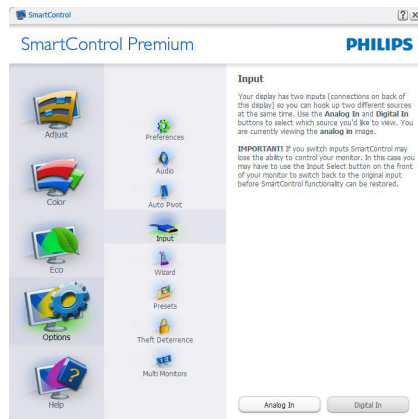 SmartControl
? x
SmartControl Premium
PHILIPS
Adjust
Color
Eco
Options
Help
Preferences
Audio
Auto Pivot
Input
Wizard
Presets
Theft Deterrence
Multi Monitors
Input
Your display has two inputs (connections on back of
this display) so you can hook up two different sources
at the same time. Use the Analog In and Digital In
buttons to select which source you'd like to view. You
are currently viewing the analog in image.
IMPORTANT! If you switch inputs SmartControl may
lose the ability to control your monitor. In this case you
may have to use the Input Select button on the front
of your monitor to switch back to the original input
before SmartControl functionality can be restored.
Analog In
Digital In